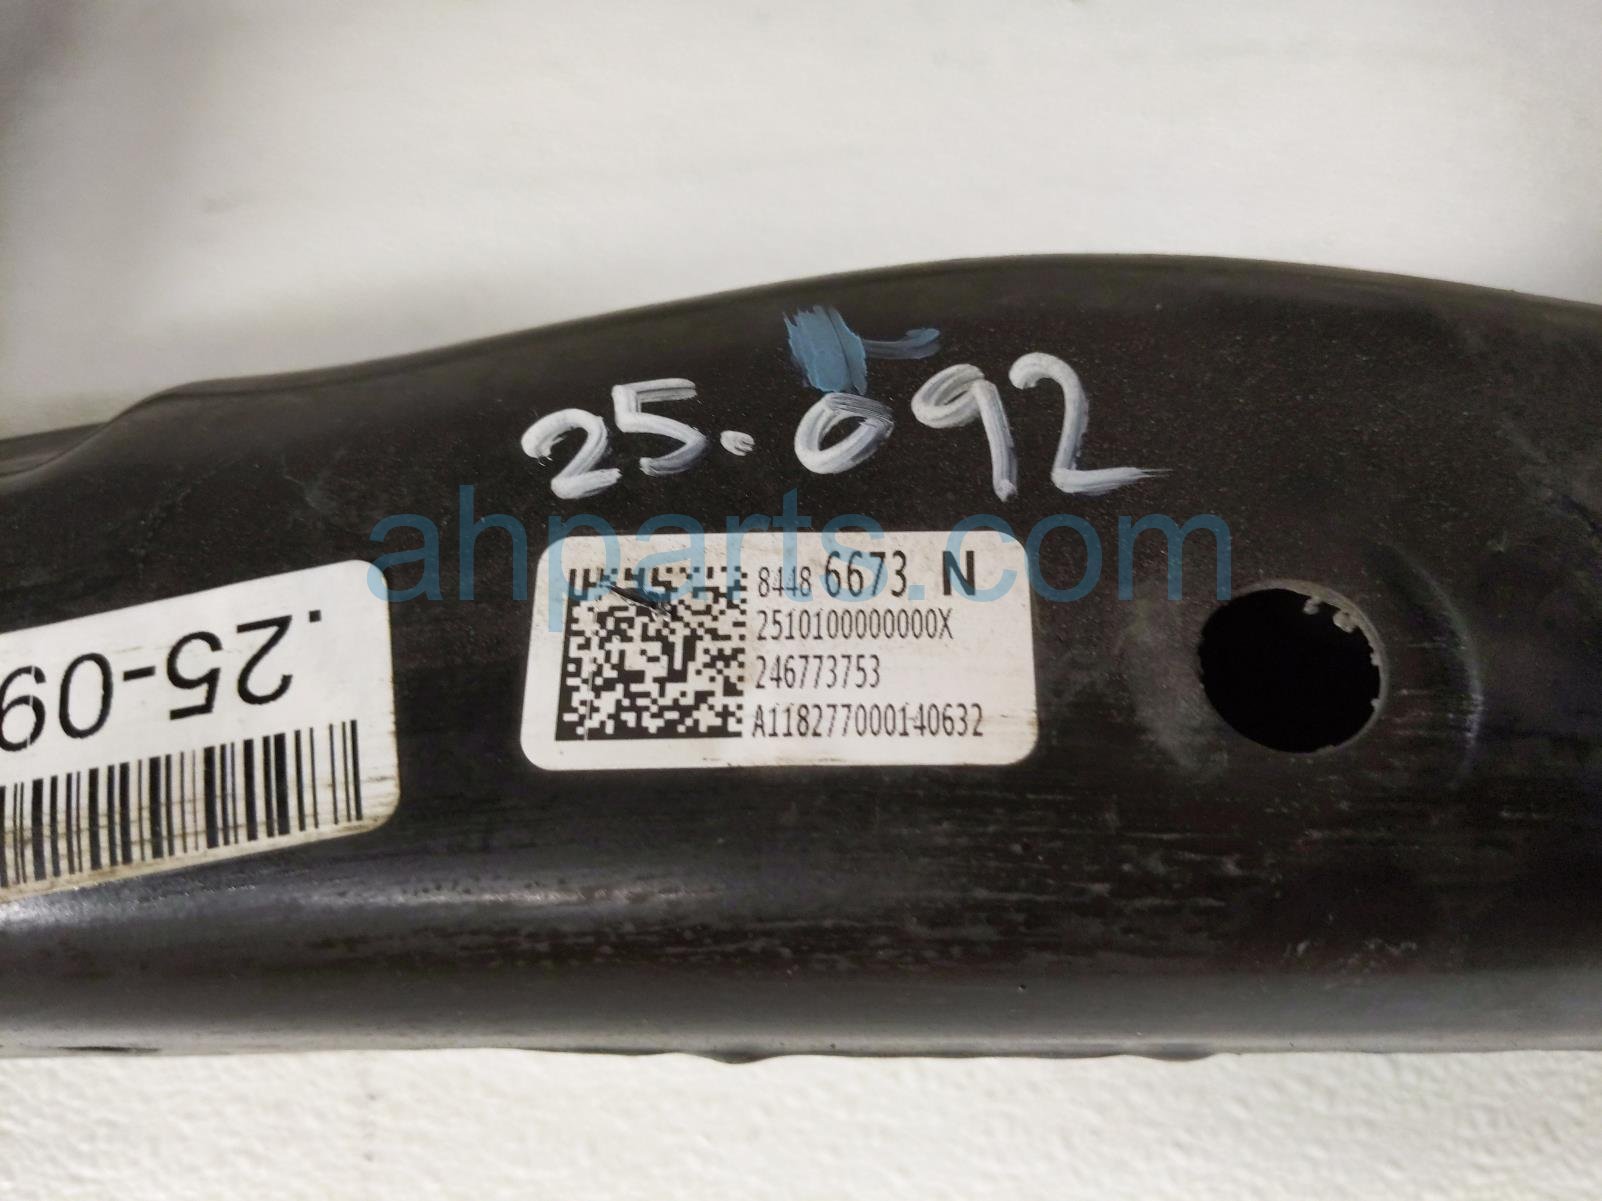 25.092
ahparts.com
8448 6673 N
2510100000000X
246773753
A118277000140632
.25-09